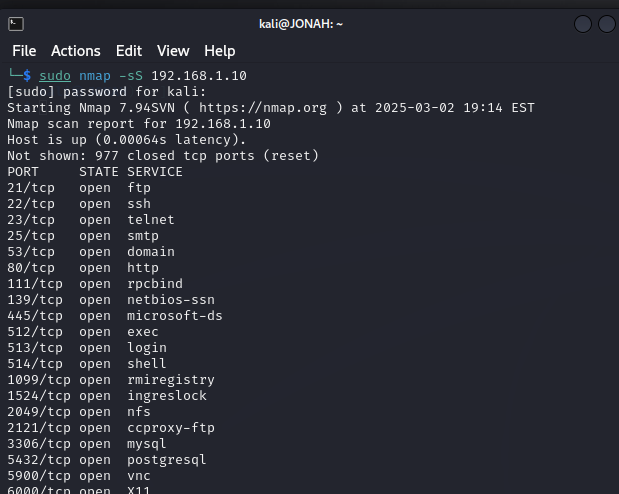 kali@JONAH: ~
File Actions Edit View Help
└─$ sudo nmap -sS 192.168.1.10
[sudo] password for kali:
Starting Nmap 7.94SVN ( https://nmap.org ) at 2025-03-02 19:14 EST
Nmap scan report for 192.168.1.10
Host is up (0.00064s latency).
Not shown: 977 closed tcp ports (reset)
PORT     STATE SERVICE
21/tcp   open  ftp
22/tcp   open  ssh
23/tcp   open  telnet
25/tcp   open  smtp
53/tcp   open  domain
80/tcp   open  http
111/tcp  open  rpcbind
139/tcp  open  netbios-ssn
445/tcp  open  microsoft-ds
512/tcp  open  exec
513/tcp  open  login
514/tcp  open  shell
1099/tcp open  rmiregistry
1524/tcp open  ingreslock
2049/tcp open  nfs
2121/tcp open  ccproxy-ftp
3306/tcp open  mysql
5432/tcp open  postgresql
5900/tcp open  vnc
6000/tcp open  X11